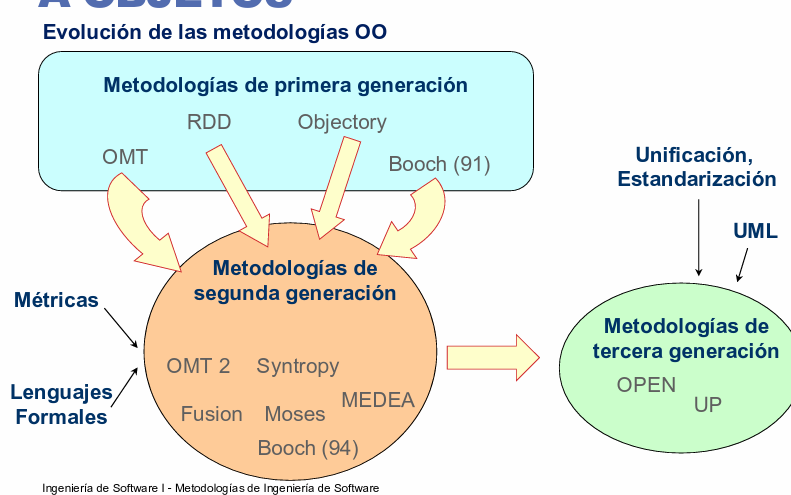 A OBJETOS
Evolución de las metodologías OO
Metodologías de primera generación
RDD
Objectory
OMT
Booch (91)
Unificación,
Estandarización
UML
Metodologías de
segunda generación
Métricas
Lenguajes
Formales
OMT 2
Syntropy
MEDEA
Fusion
Moses
Booch (94)
Metodologías de
tercera generación
OPEN
UP
Ingeniería de Software I - Metodologías de Ingeniería de Software